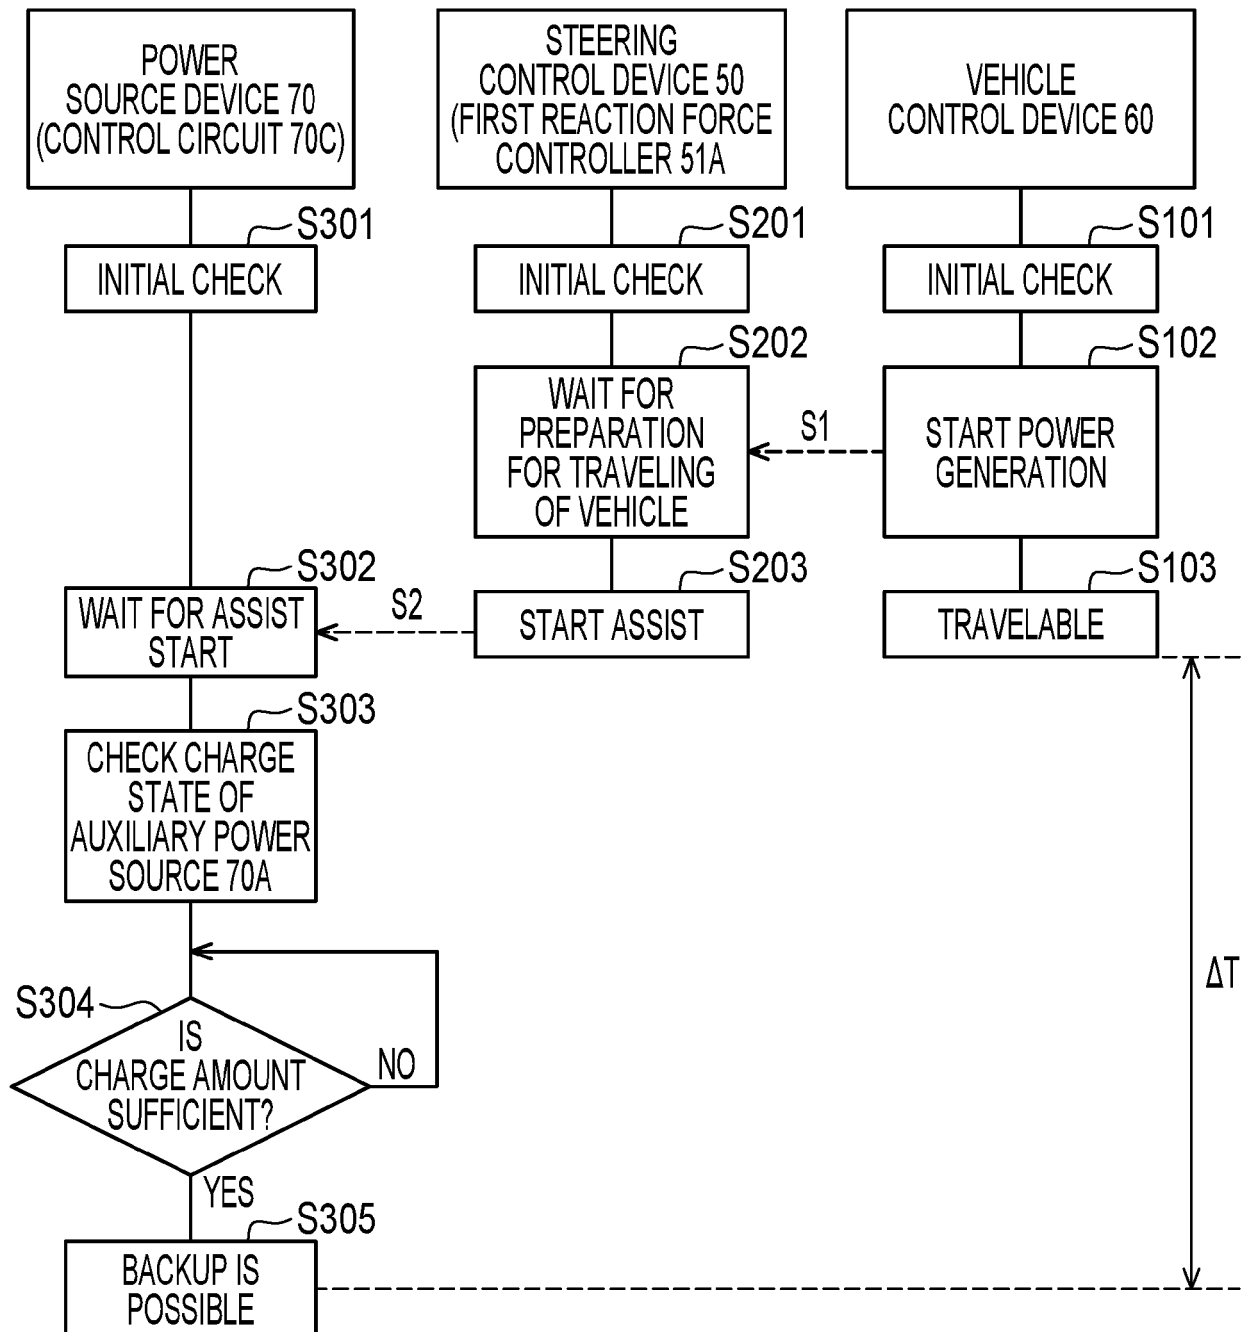 POWER
SOURCE DEVICE 70
(CONTROL CIRCUIT 70C)
STEERING
CONTROL DEVICE 50
(FIRST REACTION FORCE
CONTROLLER 51A
VEHICLE
CONTROL DEVICE 60
S301
INITIAL CHECK
S201
INITIAL CHECK
S101
INITIAL CHECK
S202
WAIT FOR
PREPARATION
FOR TRAVELING
OF VEHICLE
S1
S102
START POWER
GENERATION
S302
WAIT FOR ASSIST
START
S2
S203
START ASSIST
S103
TRAVELABLE
S303
CHECK CHARGE
STATE OF
AUXILIARY POWER
SOURCE 70A
ΔT
S304
IS
CHARGE AMOUNT
SUFFICIENT?
NO
YES
S305
BACKUP IS
POSSIBLE